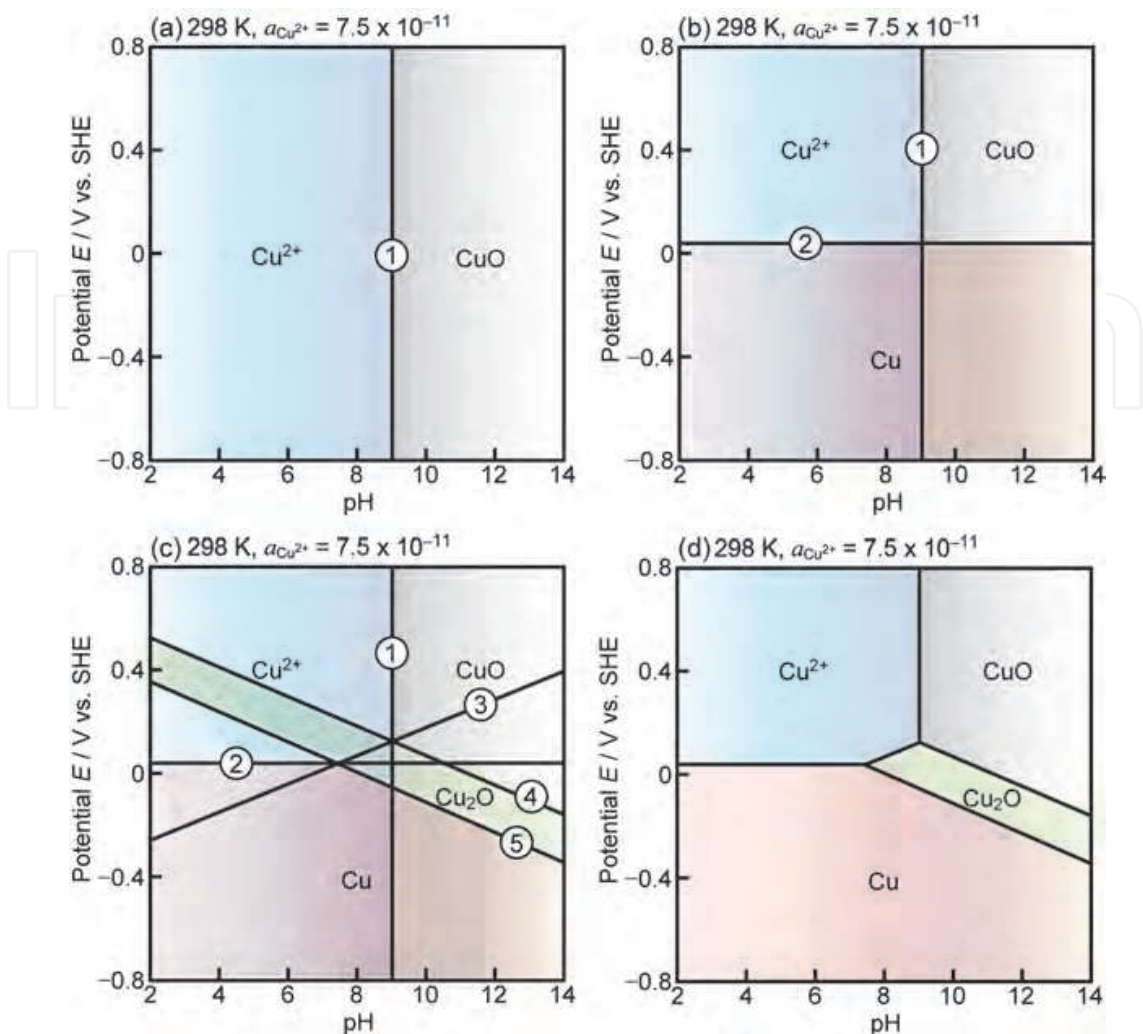 (a) 298 K, a_Cu²⁺ = 7.5 x 10⁻¹¹
0.8
0.4
0
−0.4
−0.8
Potential E / V vs. SHE
Cu²⁺
1
CuO
2 4 6 8 10 12 14
pH
(b) 298 K, a_Cu²⁺ = 7.5 x 10⁻¹¹
0.8
0.4
0
−0.4
−0.8
Potential E / V vs. SHE
Cu²⁺
1
CuO
2
Cu
2 4 6 8 10 12 14
pH
(c) 298 K, a_Cu²⁺ = 7.5 x 10⁻¹¹
0.8
0.4
0
−0.4
−0.8
Potential E / V vs. SHE
1
Cu²⁺
CuO
3
2
Cu₂O
4
5
Cu
2 4 6 8 10 12 14
pH
(d) 298 K, a_Cu²⁺ = 7.5 x 10⁻¹¹
0.8
0.4
0
−0.4
−0.8
Potential E / V vs. SHE
Cu²⁺
CuO
Cu₂O
Cu
2 4 6 8 10 12 14
pH